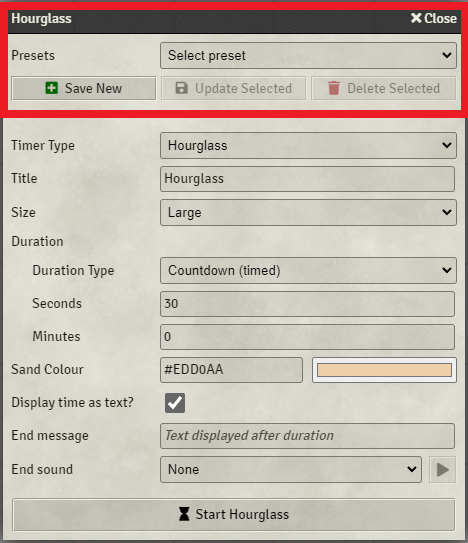 Hourglass Close
Presets Select preset
Save New Update Selected Delete Selected
Timer Type Hourglass
Title Hourglass
Size Large
Duration
Duration Type Countdown (timed)
Seconds 30
Minutes 0
Sand Colour #EDD0AA
Display time as text?
End message Text displayed after duration
End sound None
Start Hourglass